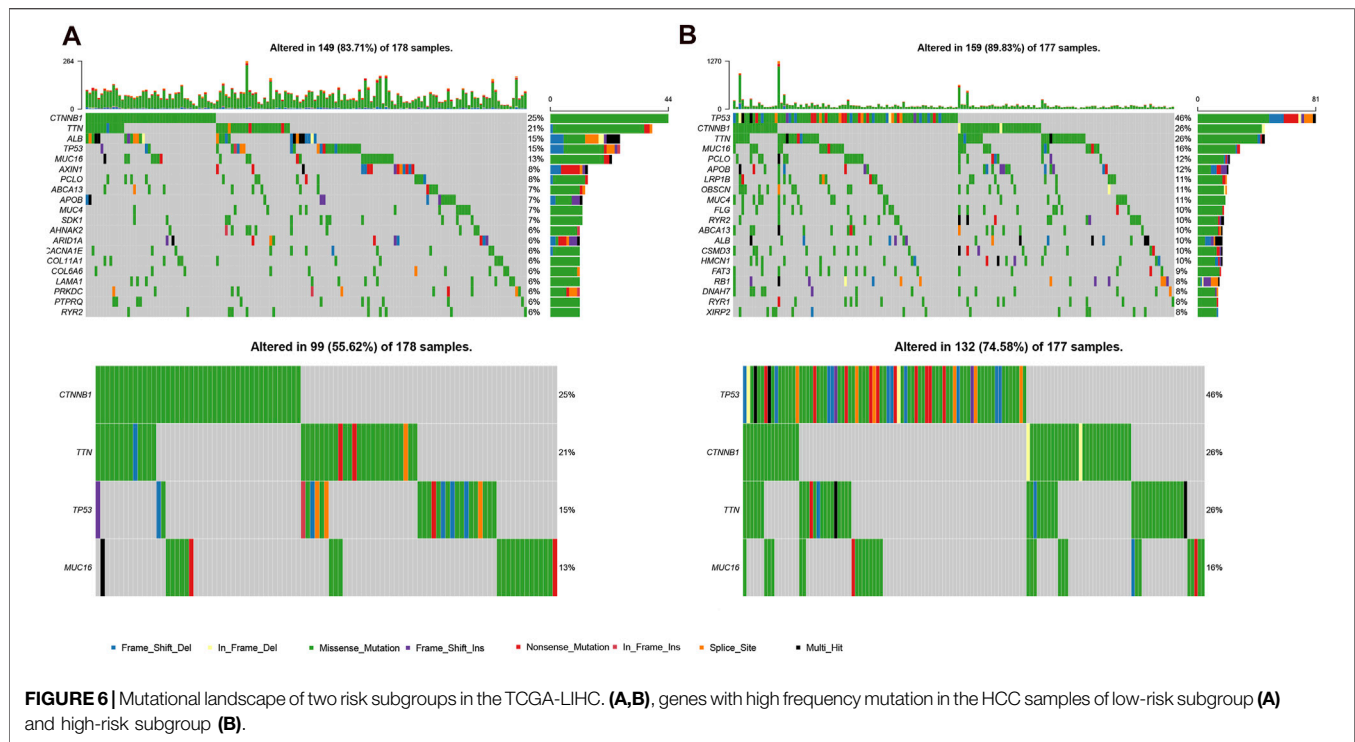 A
Altered in 149 (83.71%) of 178 samples.
264
0
0
44
CTNNB1 25%
TTN 21%
ALB 15%
TP53 15%
MUC16 13%
AXIN1 8%
PCLO 8%
ABCA13 7%
APOB 7%
MUC4 7%
SDK1 7%
AHNAK2 6%
ARID1A 6%
CACNA1E 6%
COL11A1 6%
COL6A6 6%
LAMA1 6%
PRKDC 6%
PTPRQ 6%
RYR2 6%
B
Altered in 159 (89.83%) of 177 samples.
1270
0
0
81
TP53 46%
CTNNB1 26%
TTN 26%
MUC16 16%
PCLO 12%
APOB 12%
LRP1B 11%
OBSCN 11%
MUC4 11%
FLG 10%
RYR2 10%
ABCA13 10%
ALB 10%
CSMD3 10%
HMCN1 10%
FAT3 9%
RB1 8%
DNAH7 8%
RYR1 8%
XIRP2 8%
Altered in 99 (55.62%) of 178 samples.
CTNNB1 25%
TTN 21%
TP53 15%
MUC16 13%
Altered in 132 (74.58%) of 177 samples.
TP53 46%
CTNNB1 26%
TTN 26%
MUC16 16%
Frame_Shift_Del In_Frame_Del Missense_Mutation Frame_Shift_Ins Nonsense_Mutation In_Frame_Ins Splice_Site Multi_Hit
FIGURE 6 | Mutational landscape of two risk subgroups in the TCGA-LIHC. (A,B), genes with high frequency mutation in the HCC samples of low-risk subgroup (A)
and high-risk subgroup (B).